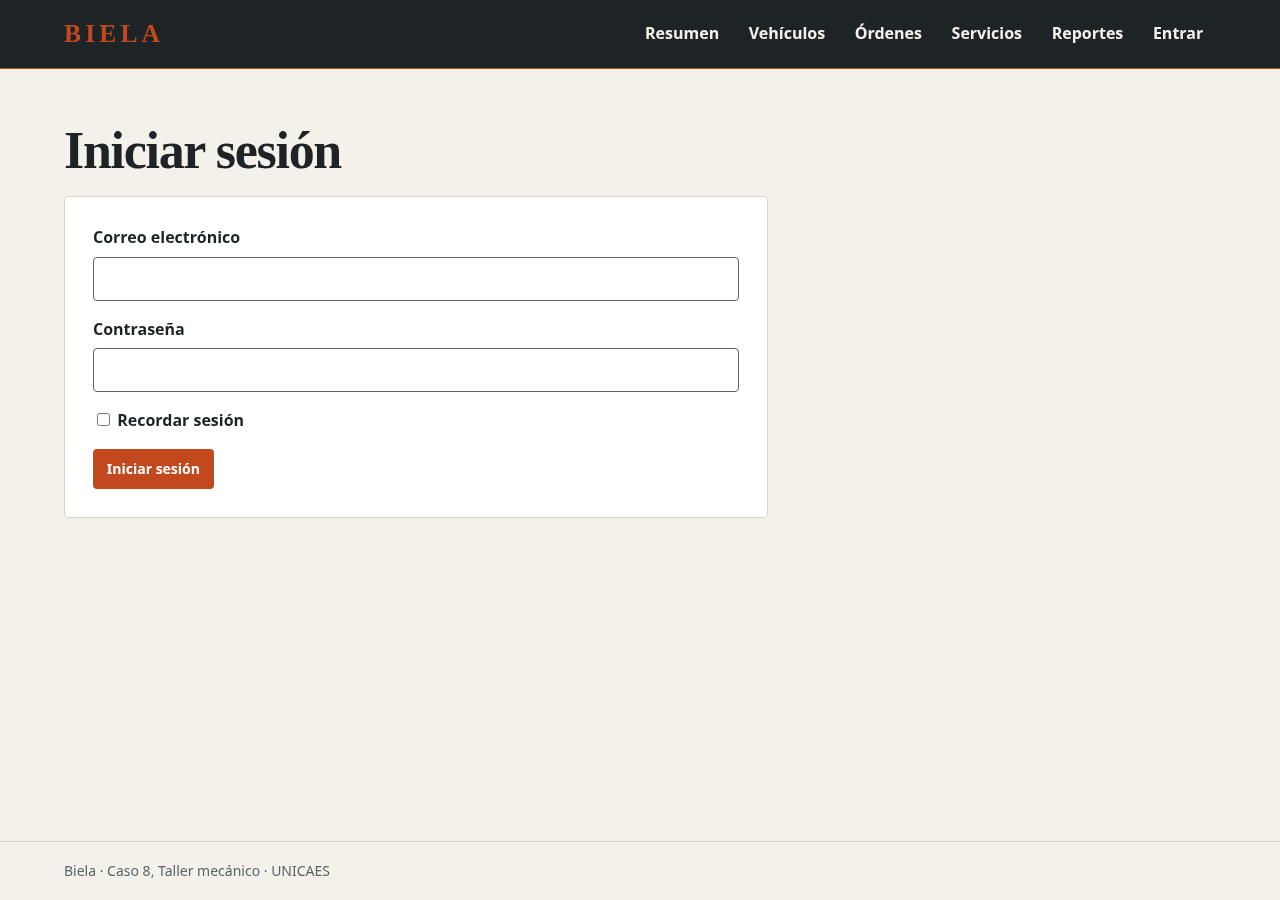 BIELA
Resumen Vehículos Órdenes Servicios Reportes Entrar
Iniciar sesión
Correo electrónico
Contraseña
Recordar sesión
Iniciar sesión
Biela · Caso 8, Taller mecánico · UNICAES